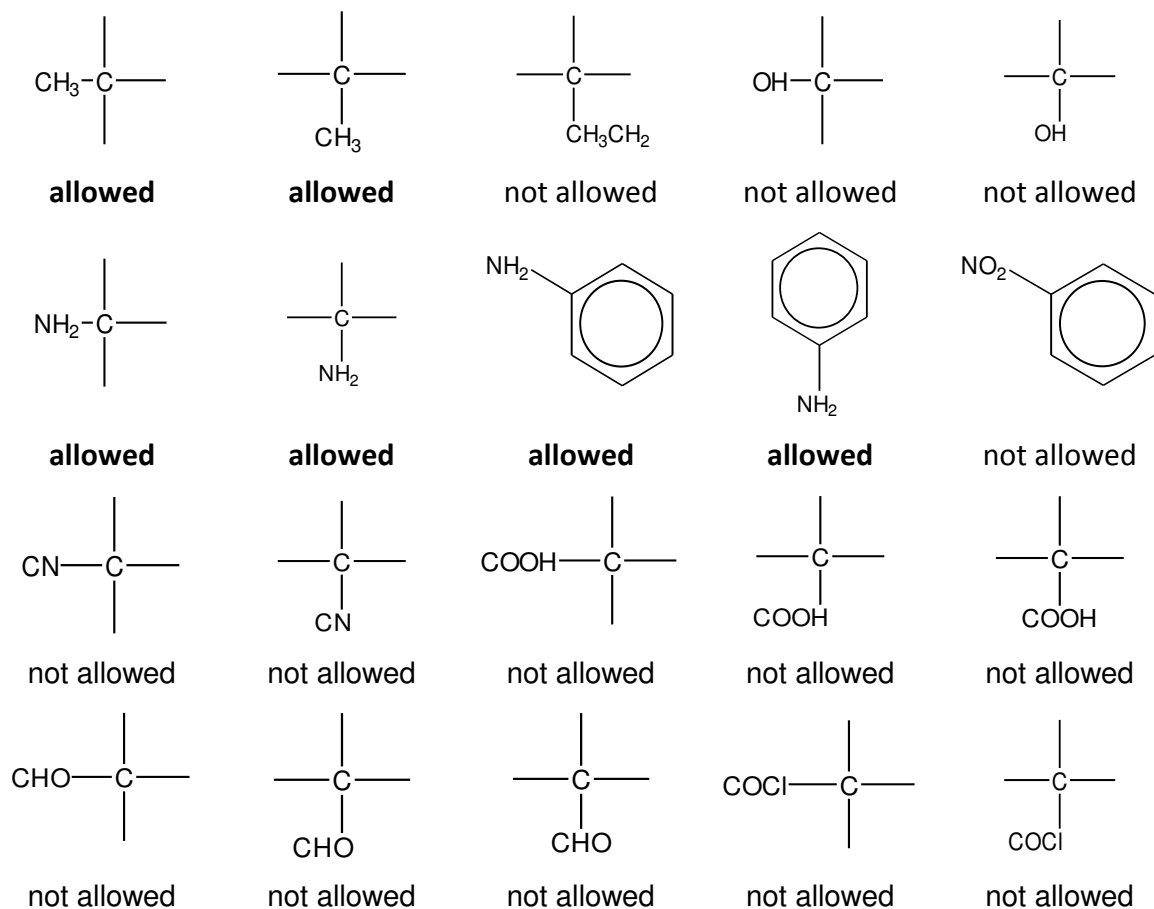 CH₃ C C C OH C C
CH₃ CH₃CH₂ OH
allowed allowed not allowed not allowed not allowed
NH₂ C C NH₂ NO₂
NH₂ NH₂
allowed allowed allowed allowed not allowed
CN C C COOH C C C
CN COOH COOH
not allowed not allowed not allowed not allowed not allowed
CHO C C C COCl C C
CHO CHO COCl
not allowed not allowed not allowed not allowed not allowed